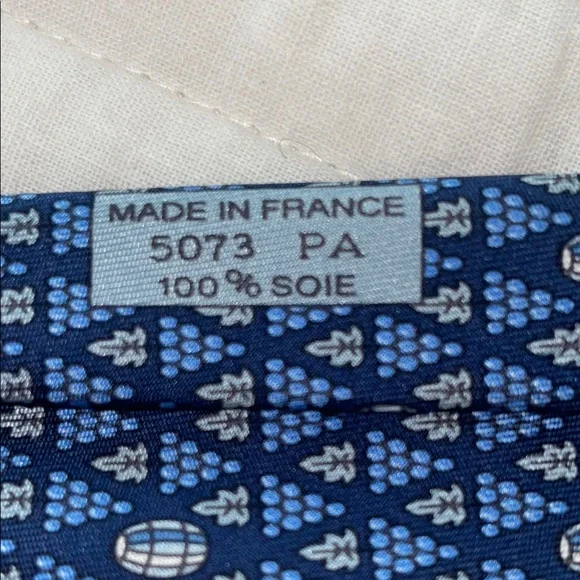 MADE IN FRANCE
5073 PA
100% SOIE